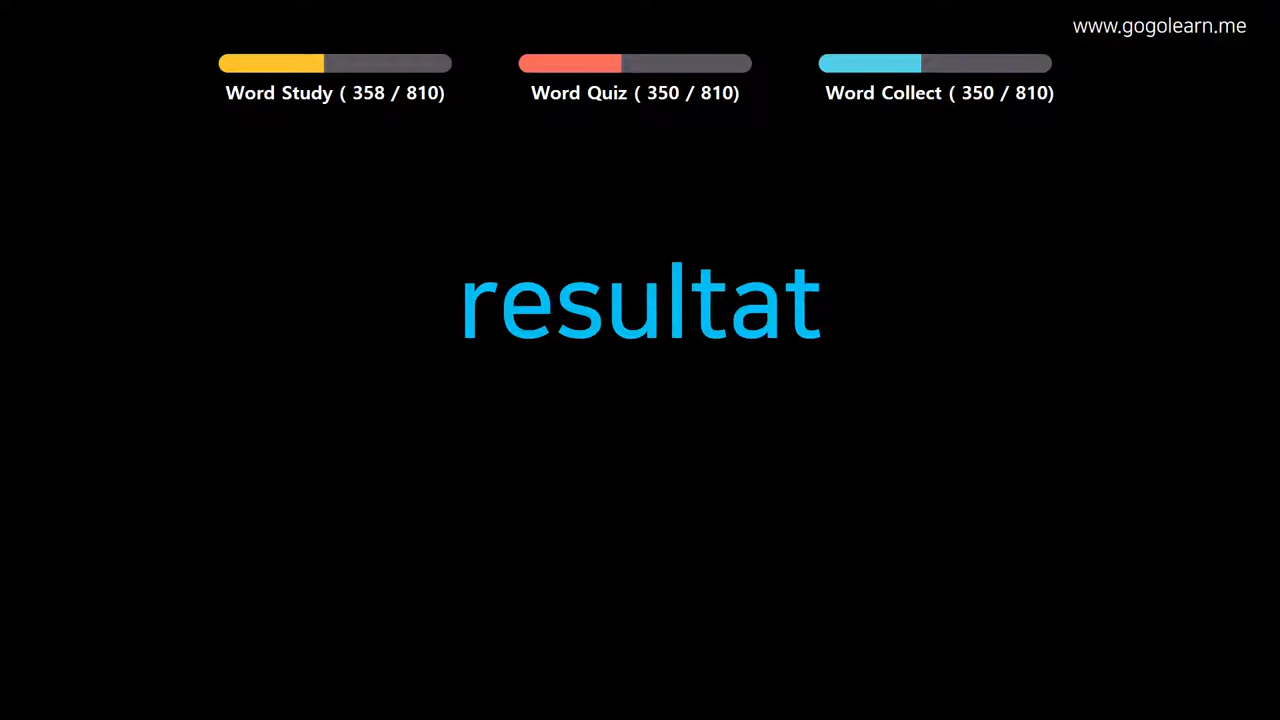 www.gogolearn.me
Word Study ( 358 / 810)
Word Quiz ( 350 / 810)
Word Collect ( 350 / 810)
resultat